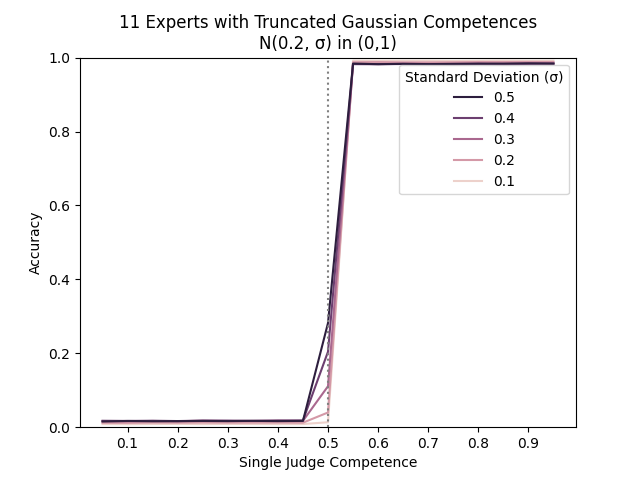 11 Experts with Truncated Gaussian Competences
N(0.2, σ) in (0,1)
Accuracy
1.0
0.8
0.6
0.4
0.2
0.0
Standard Deviation (σ)
0.5
0.4
0.3
0.2
0.1
0.1 0.2 0.3 0.4 0.5 0.6 0.7 0.8 0.9
Single Judge Competence